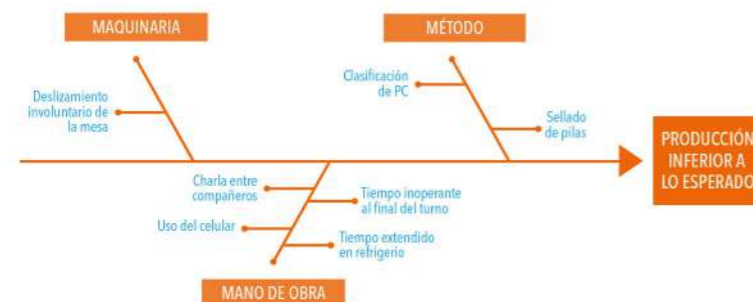 MAQUINARIA
MÉTODO
Deslizamiento
involuntario de
la mesa
Clasificación
de PC
Sellado
de pilas
PRODUCCIÓN
INFERIOR A
LO ESPERADO
Charla entre
compañeros
Tiempo inoperante
al final del turno
Uso del celular
Tiempo extendido
en refrigerio
MANO DE OBRA